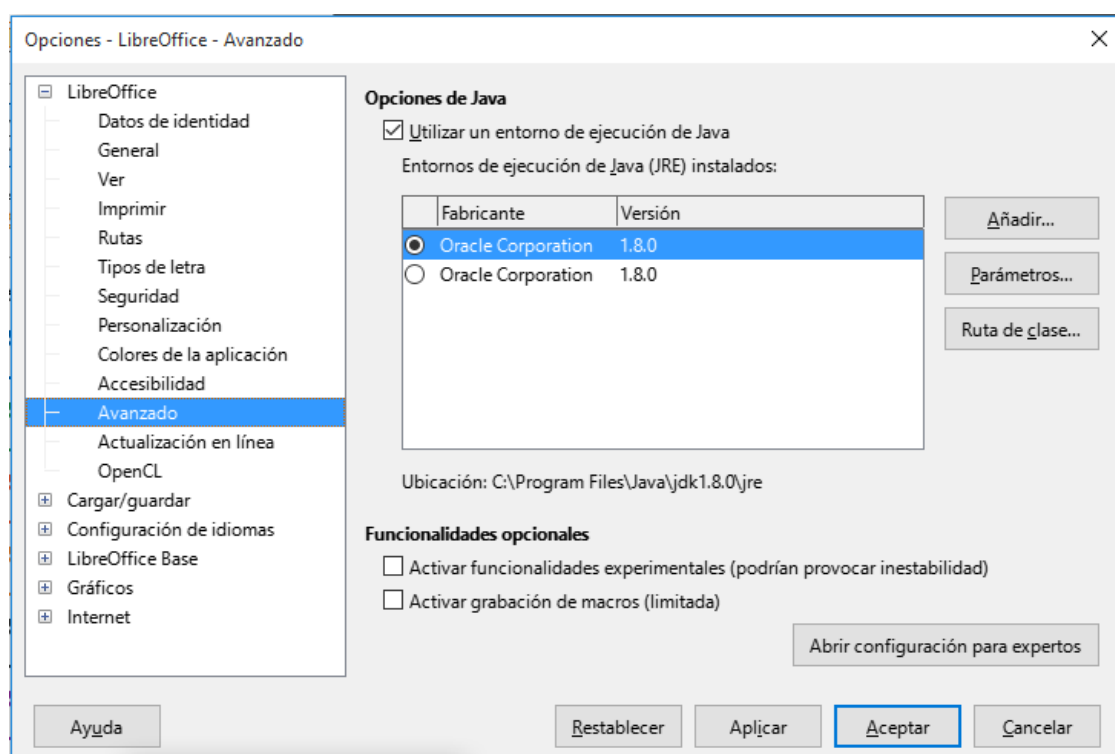 Opciones - LibreOffice - Avanzado
LibreOffice
Datos de identidad
General
Ver
Imprimir
Rutas
Tipos de letra
Seguridad
Personalización
Colores de la aplicación
Accesibilidad
Avanzado
Actualización en línea
OpenCL
Cargar/guardar
Configuración de idiomas
LibreOffice Base
Gráficos
Internet
Opciones de Java
Utilizar un entorno de ejecución de Java
Entornos de ejecución de Java (JRE) instalados:
Fabricante Versión
Oracle Corporation 1.8.0
Oracle Corporation 1.8.0
Añadir...
Parámetros...
Ruta de clase...
Ubicación: C:\Program Files\Java\jdk1.8.0\jre
Funcionalidades opcionales
Activar funcionalidades experimentales (podrían provocar inestabilidad)
Activar grabación de macros (limitada)
Abrir configuración para expertos
Ayuda Restablecer Aplicar Aceptar Cancelar